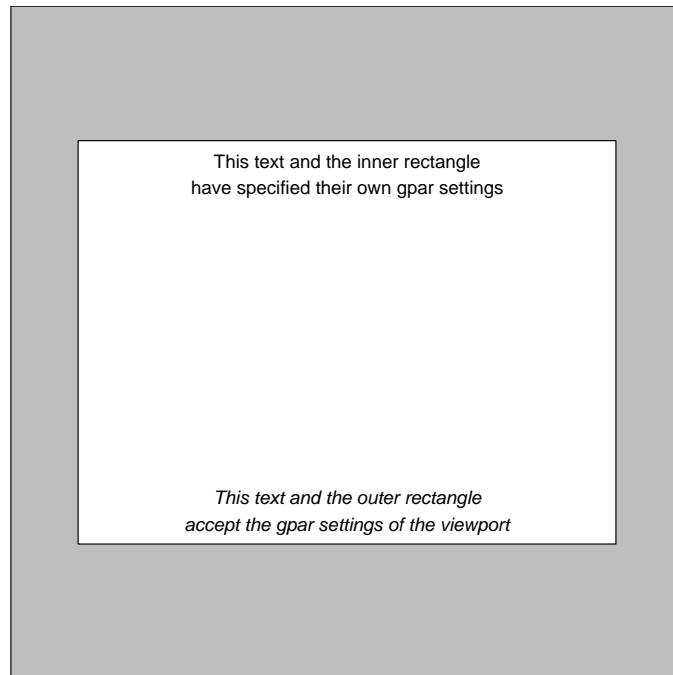 This text and the inner rectangle
have specified their own gpar settings
This text and the outer rectangle
accept the gpar settings of the viewport